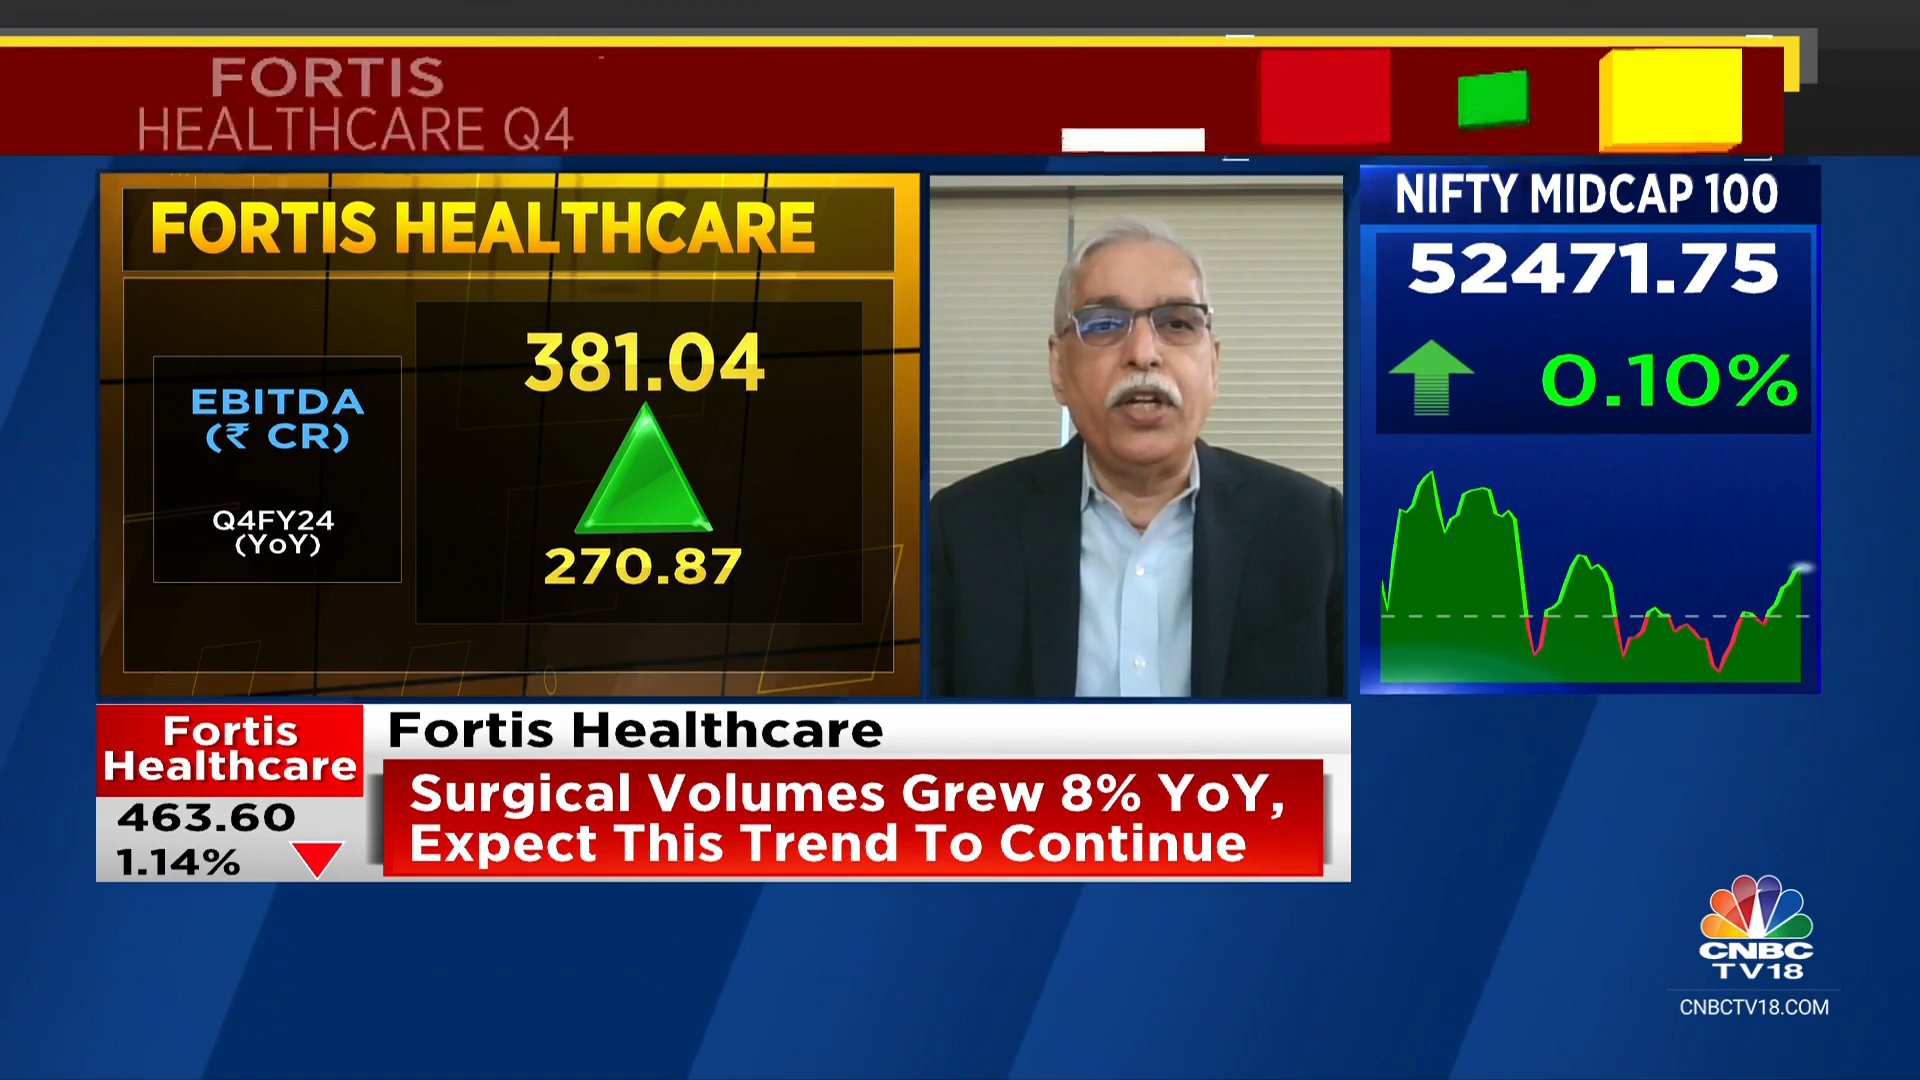 FORTIS
HEALTHCARE Q4
FORTIS HEALTHCARE
EBITDA
(₹ CR)
Q4FY24
(YoY)
381.04
270.87
NIFTY MIDCAP 100
52471.75
0.10%
Fortis
Healthcare
463.60
1.14%
Fortis Healthcare
Surgical Volumes Grew 8% YoY,
Expect This Trend To Continue
CNBC
TV18
CNBCTV18.COM